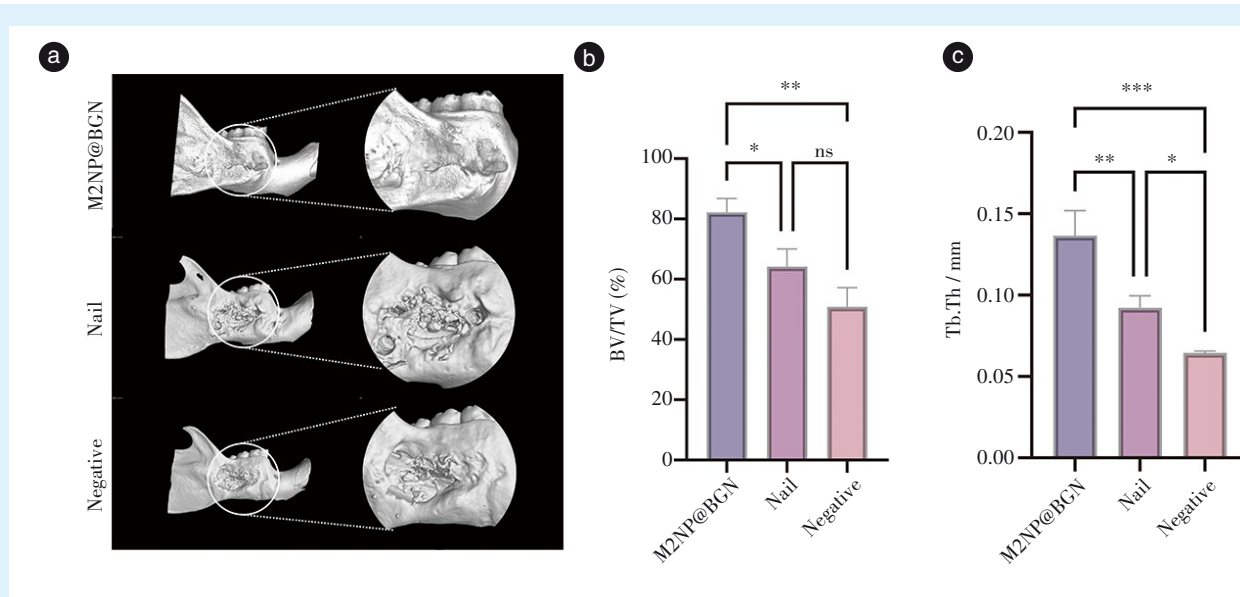 a
M2NP@BGN
Nail
Negative
b
**
*
ns
BV/TV (%)
100
80
60
40
20
0
M2NP@BGN
Nail
Negative
c
***
**
*
Tb.Th / mm
0.20
0.15
0.10
0.05
0.00
M2NP@BGN
Nail
Negative